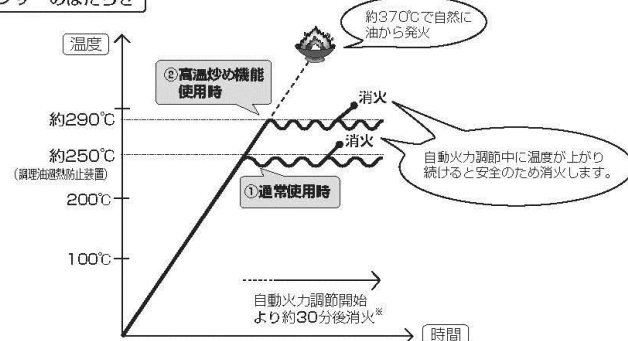 のはたらき
温度
約370℃で自然に
油から発火
②高温炒め機能
使用時
消火
約290℃
消火
約250℃
(調理油過熱防止装置)
自動火力調節中に温度が上がり
続けると安全のため消火します。
①通常使用時
200℃
100℃
自動火力調節開始
より約30分後消火※
時間